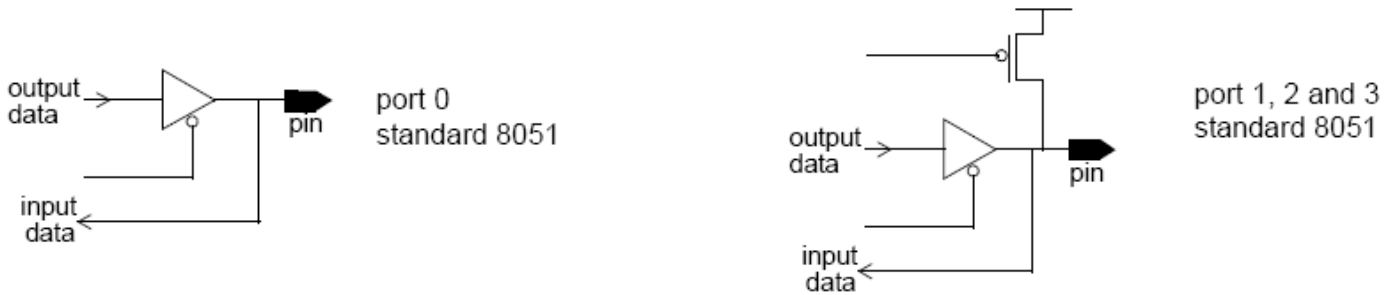 output
data
pin
port 0
standard 8051
input
data
output
data
pin
port 1, 2 and 3
standard 8051
input
data